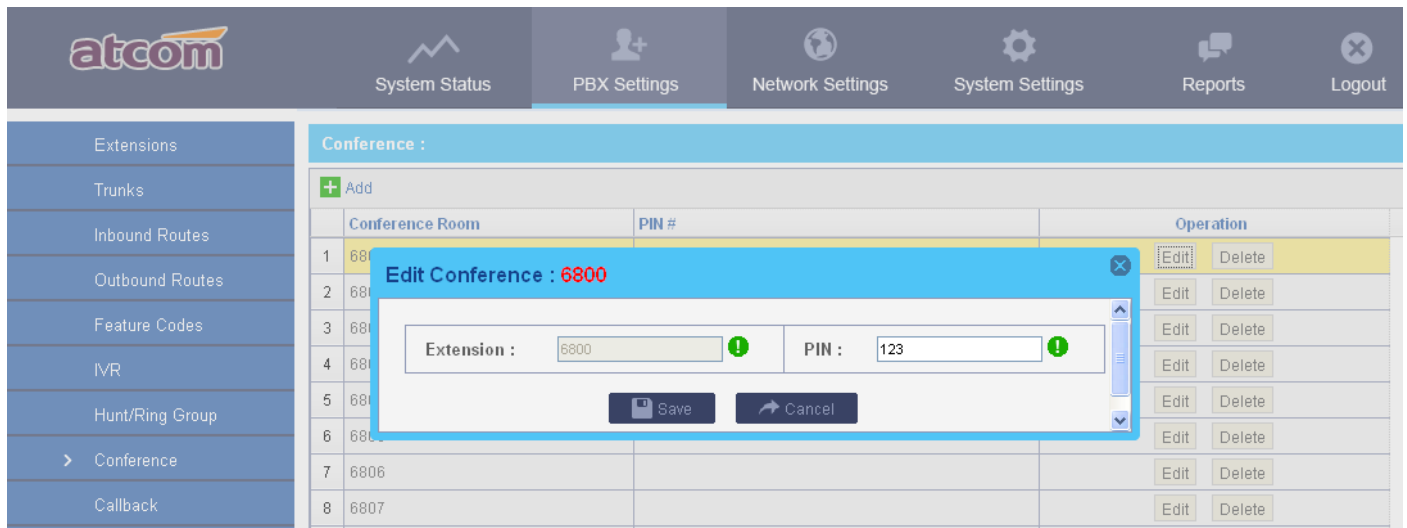 atcom
System Status PBX Settings Network Settings System Settings Reports Logout
Extensions
Trunks
Inbound Routes
Outbound Routes
Feature Codes
IVR
Hunt/Ring Group
Conference
Callback
Conference :
Add
Conference Room PIN # Operation
1 Edit Delete
2 Edit Delete
3 Edit Delete
4 Edit Delete
5 Edit Delete
6 Edit Delete
7 6806 Edit Delete
8 6807 Edit Delete
Edit Conference : 6800
Extension : 6800 PIN : 123
Save Cancel